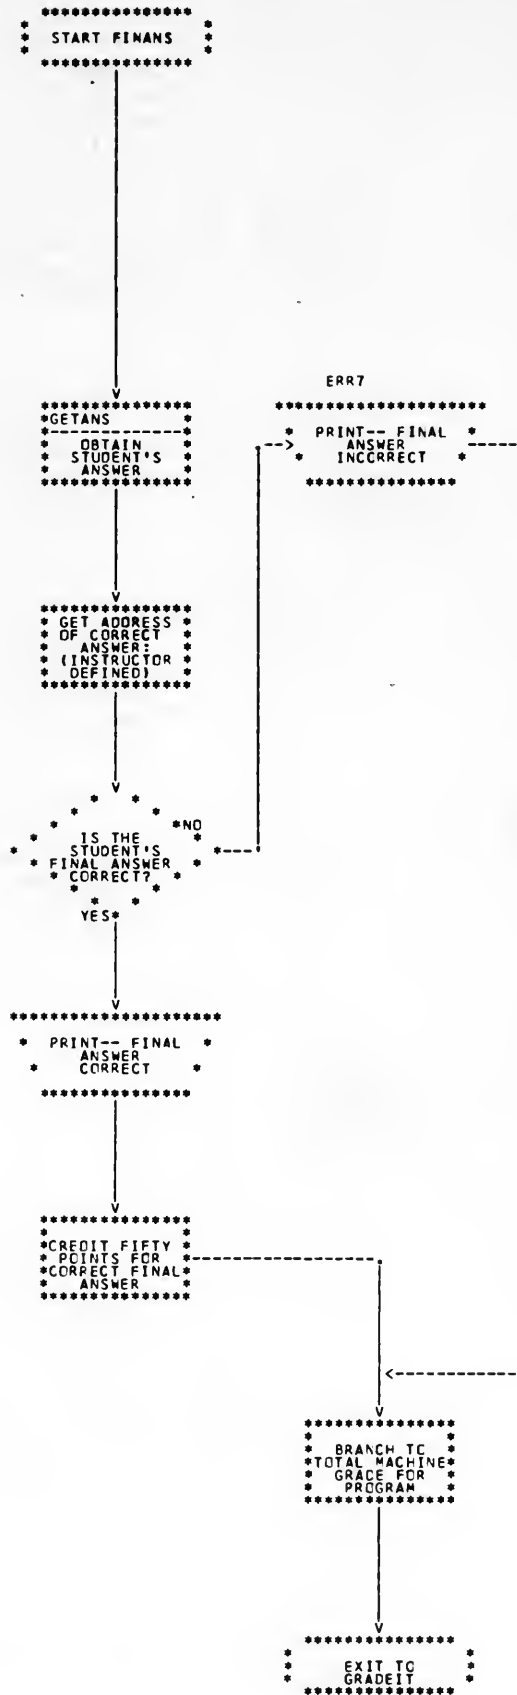 START FINANS
ERR7
GETANS
OBTAIN
STUDENT'S
ANSWER
PRINT-- FINAL
ANSWER
INCORRECT
GET ADDRESS
OF CORRECT
ANSWER:
(INSTRUCTOR
DEFINED)
NO
IS THE
STUDENT'S
FINAL ANSWER
CORRECT?
YES
PRINT-- FINAL
ANSWER
CORRECT
CREDIT FIFTY
POINTS FOR
CORRECT FINAL
ANSWER
BRANCH TO
TOTAL MACHINE
GRADE FOR
PROGRAM
EXIT TO
GRADEIT